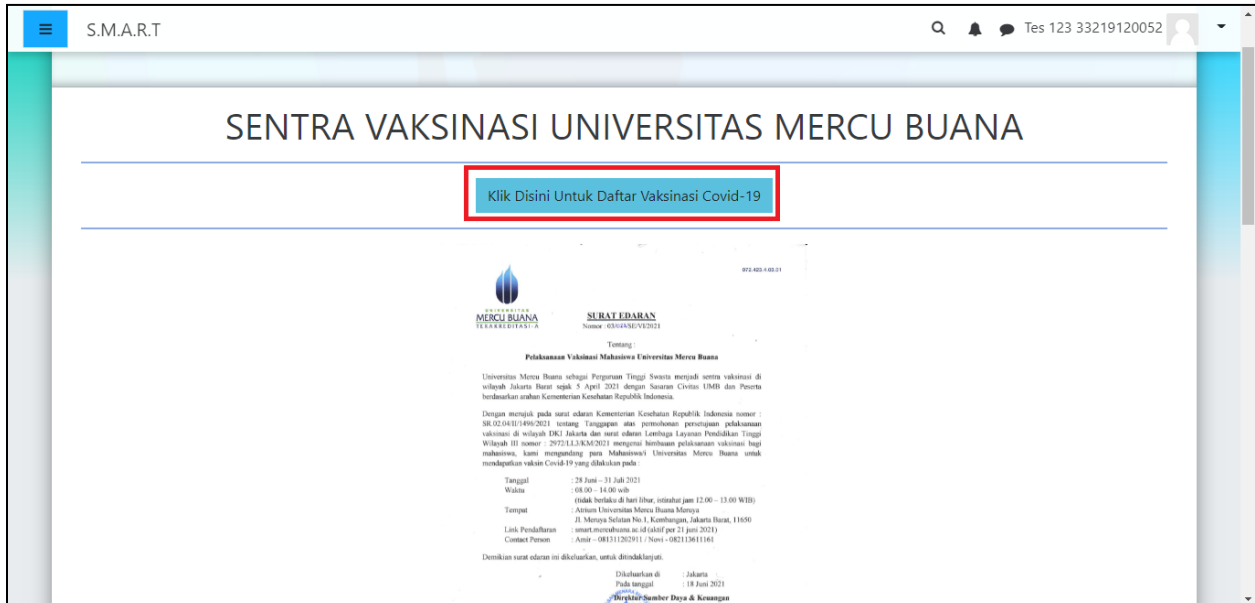 S.M.A.R.T
Tes 123 33219120052
SENTRA VAKSINASI UNIVERSITAS MERCU BUANA
Klik Disini Untuk Daftar Vaksinasi Covid-19
UNIVERSITAS
MERCU BUANA
TERAKREDITASI-A
SURAT EDARAN
Tentang :
Pelaksanaan Vaksinasi Mahasiswa Universitas Mercu Buana
Universitas Mercu Buana sebagai Perguruan Tinggi Swasta menjadi sentra vaksinasi di
wilayah Jakarta Barat sejak 5 April 2021 dengan Sasaran Civitas UMB dan Peserta
berdasarkan arahan Kementerian Kesehatan Republik Indonesia.
Dengan merujuk pada surat edaran Kementerian Kesehatan Republik Indonesia nomor :
SR.02.04/II/1496/2021 tentang Tanggapan atas permohonan persetujuan pelaksanaan
vaksinasi di wilayah DKI Jakarta dan surat edaran Lembaga Layanan Pendidikan Tinggi
Wilayah III nomor : 2972/LL3/KM/2021 mengenai himbauan pelaksanaan vaksinasi bagi
mahasiswa, kami mengundang para Mahasiswa/i Universitas Mercu Buana untuk
mendapatkan vaksin Covid-19 yang dilakukan pada :
Tanggal : 28 Juni – 31 Juli 2021
Waktu : 08.00 – 14.00 wib
(tidak berlaku di hari libur, istirahat jam 12.00 – 13.00 WIB)
Tempat : Atrium Universitas Mercu Buana Meruya
Jl. Meruya Selatan No.1, Kembangan, Jakarta Barat, 11650
Link Pendaftaran : smart.mercubuana.ac.id (aktif per 21 juni 2021)
Contact Person : Amir – 081311202911 / Novi - 082113611161
Demikian surat edaran ini dikeluarkan, untuk ditindaklanjuti.
Dikeluarkan di : Jakarta
Pada tanggal : 18 Juni 2021
Direktur Sumber Daya & Keuangan